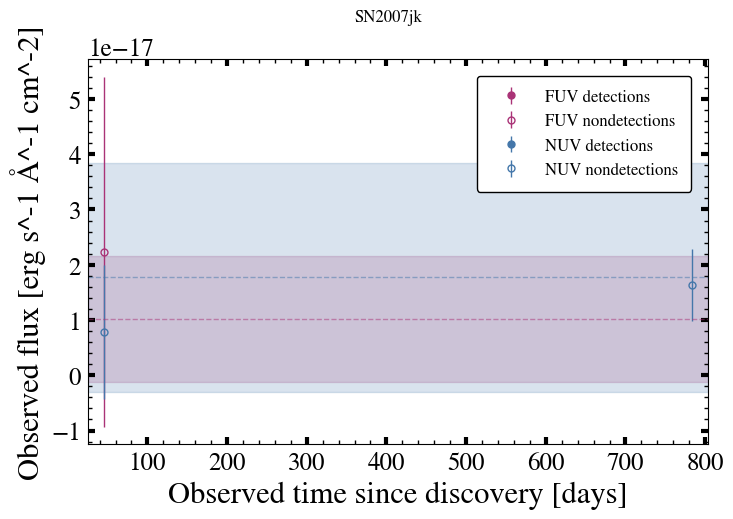 SN2007jk
1e−17
5
4
3
2
1
0
−1
Observed flux [erg s^-1 Å^-1 cm^-2]
FUV detections
FUV nondetections
NUV detections
NUV nondetections
100 200 300 400 500 600 700 800
Observed time since discovery [days]